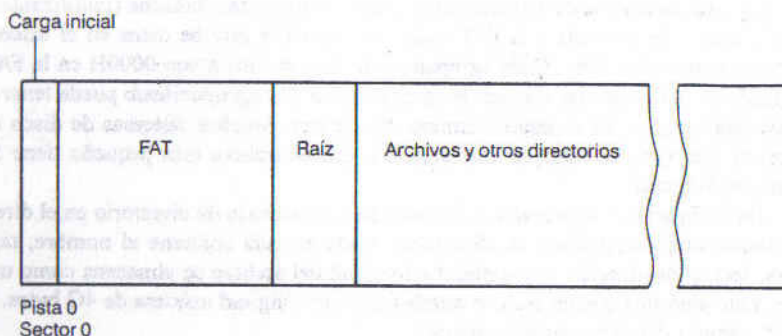 Carga inicial
FAT
Raíz
Archivos y otros directorios
Pista 0
Sector 0